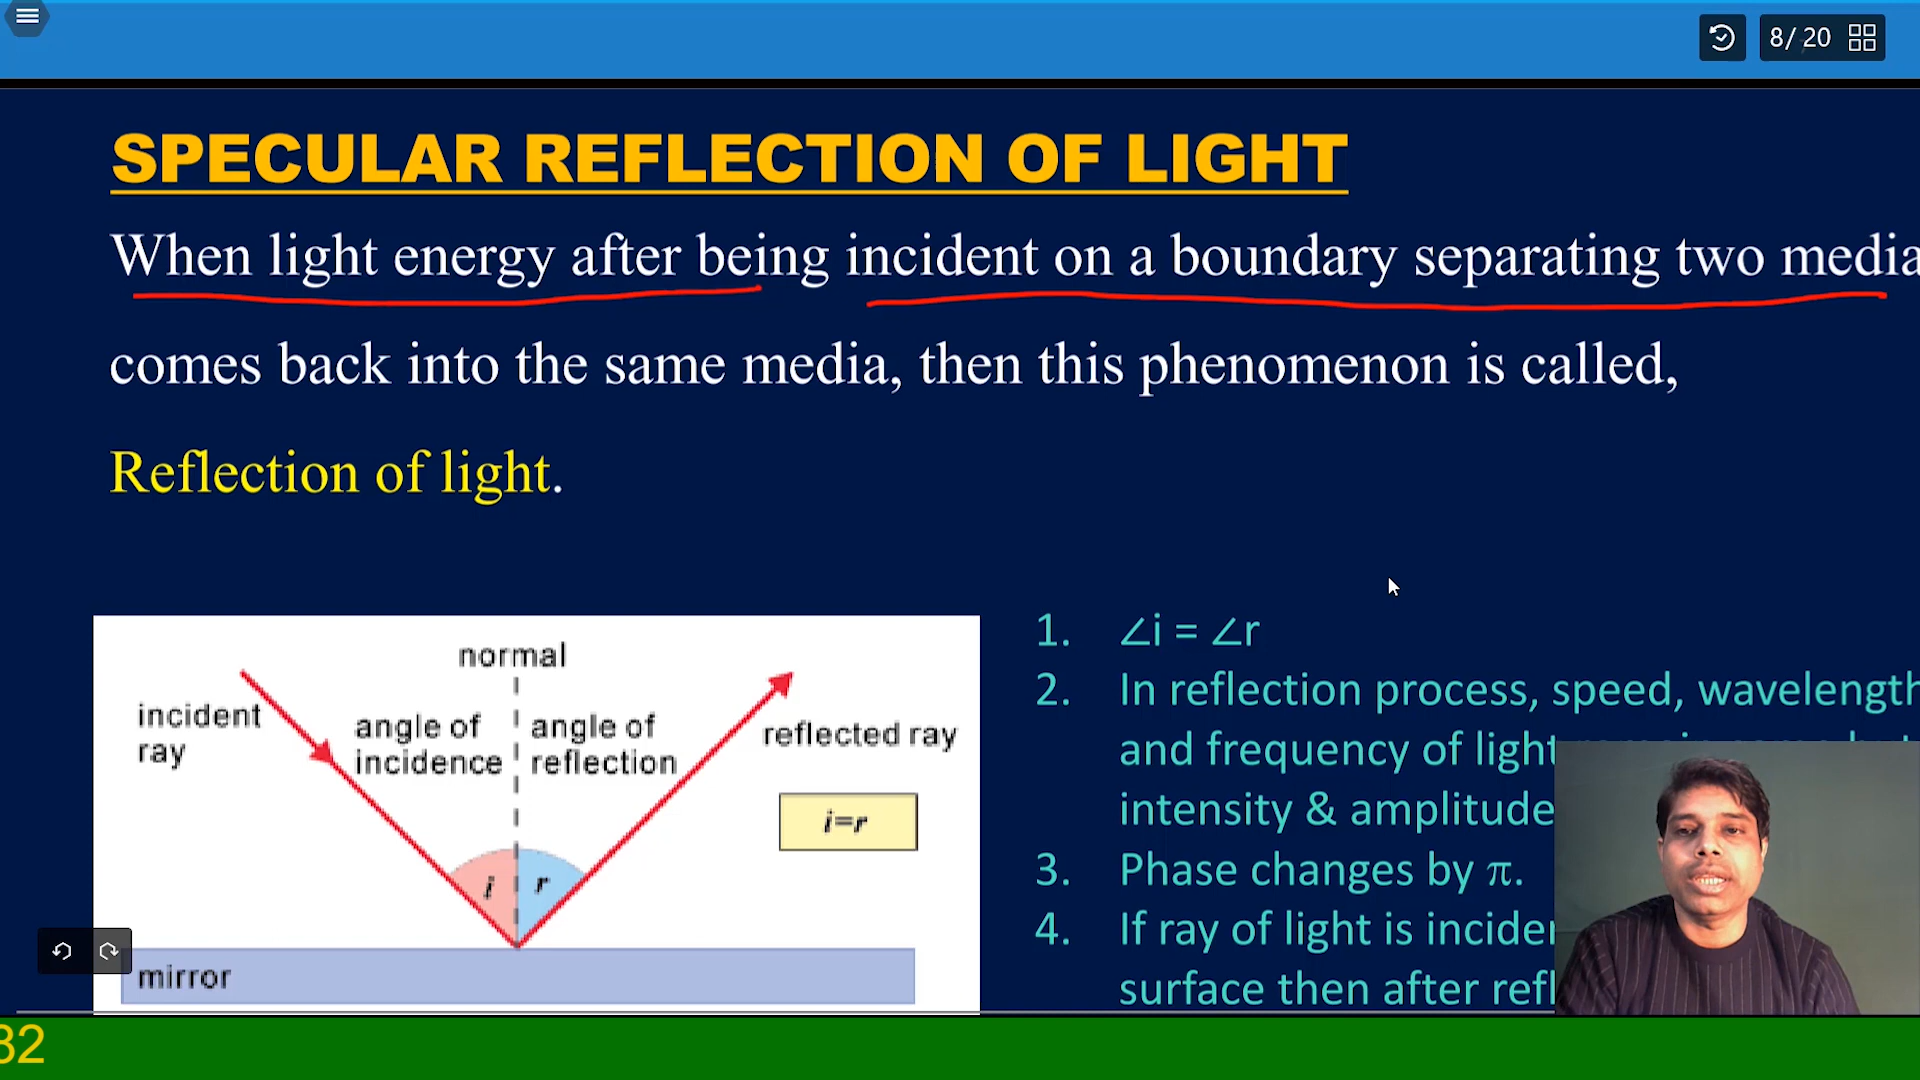 8/ 20
SPECULAR REFLECTION OF LIGHT
When light energy after being incident on a boundary separating two media
comes back into the same media, then this phenomenon is called,
Reflection of light.
normal
incident
ray
angle of
incidence
angle of
reflection
reflected ray
i=r
i
r
mirror
1. ∠i = ∠r
2. In reflection process, speed, wavelength
and frequency of light
intensity & amplitude
3. Phase changes by π.
4. If ray of light is
surface then after
32